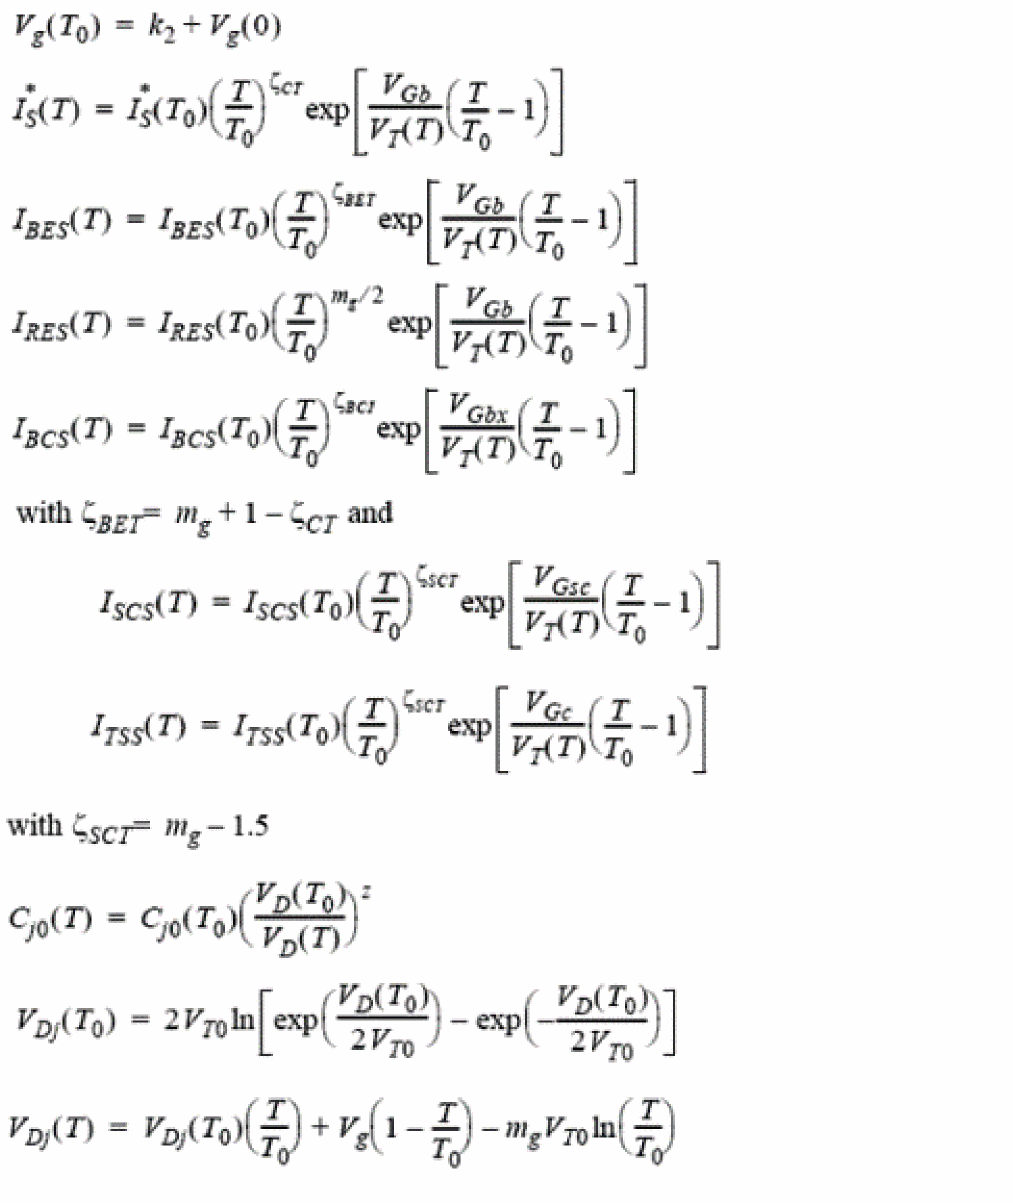 V_g(T_0) = k_2 + V_g(0)
I_S^*(T) = I_S^*(T_0)(T/T_0)^{ζ_CT} exp[V_Gb/V_T(T) (T/T_0 − 1)]
I_BES(T) = I_BES(T_0)(T/T_0)^{ζ_BET} exp[V_Gb/V_T(T) (T/T_0 − 1)]
I_RES(T) = I_RES(T_0)(T/T_0)^{m_g/2} exp[V_Gb/V_T(T) (T/T_0 − 1)]
I_BCS(T) = I_BCS(T_0)(T/T_0)^{ζ_BCI} exp[V_Gbx/V_T(T) (T/T_0 − 1)]
with ζ_BET = m_g + 1 − ζ_CT and
I_SCS(T) = I_SCS(T_0)(T/T_0)^{ζ_SCT} exp[V_Gsc/V_T(T) (T/T_0 − 1)]
I_TSS(T) = I_TSS(T_0)(T/T_0)^{ζ_SCT} exp[V_Gc/V_T(T) (T/T_0 − 1)]
with ζ_SCT = m_g − 1.5
C_j0(T) = C_j0(T_0)(V_D(T_0)/V_D(T))^z
V_Dj(T_0) = 2V_T0 ln[exp(V_D(T_0)/2V_T0) − exp(−V_D(T_0)/2V_T0)]
V_Dj(T) = V_Dj(T_0)(T/T_0) + V_g(1 − T/T_0) − m_g V_T0 ln(T/T_0)